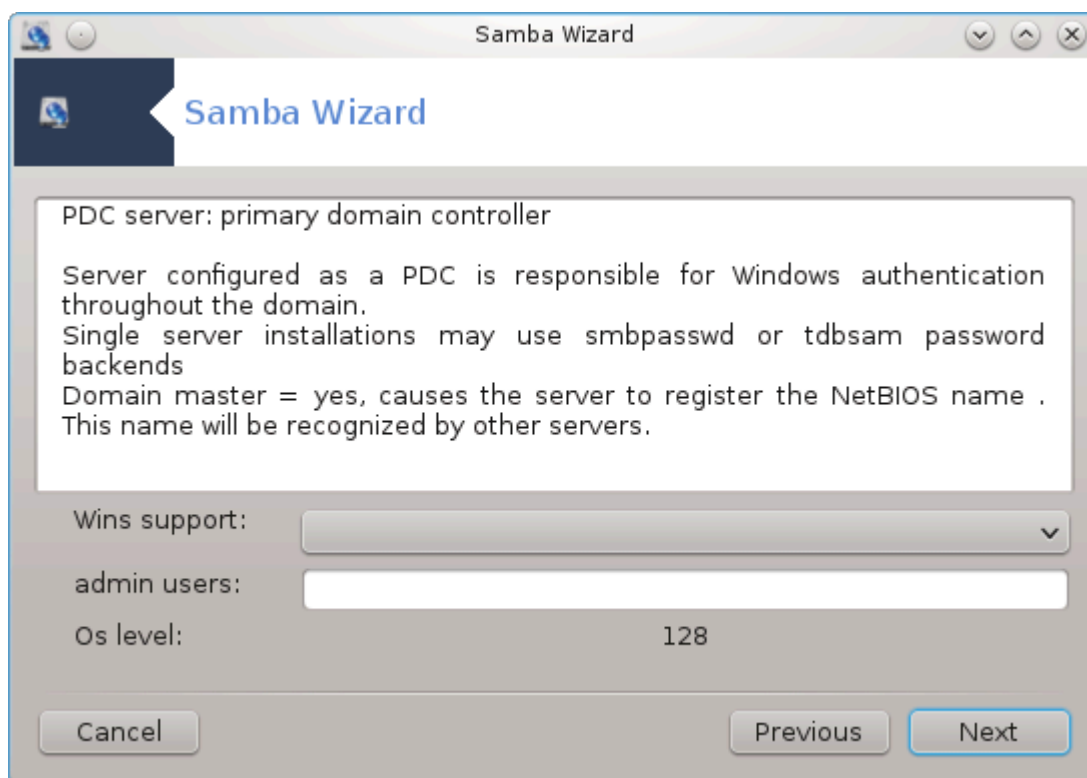 Samba Wizard
Samba Wizard
PDC server: primary domain controller
Server configured as a PDC is responsible for Windows authentication
throughout the domain.
Single server installations may use smbpasswd or tdbsam password
backends
Domain master = yes, causes the server to register the NetBIOS name .
This name will be recognized by other servers.
Wins support:
admin users:
Os level: 128
Cancel Previous Next